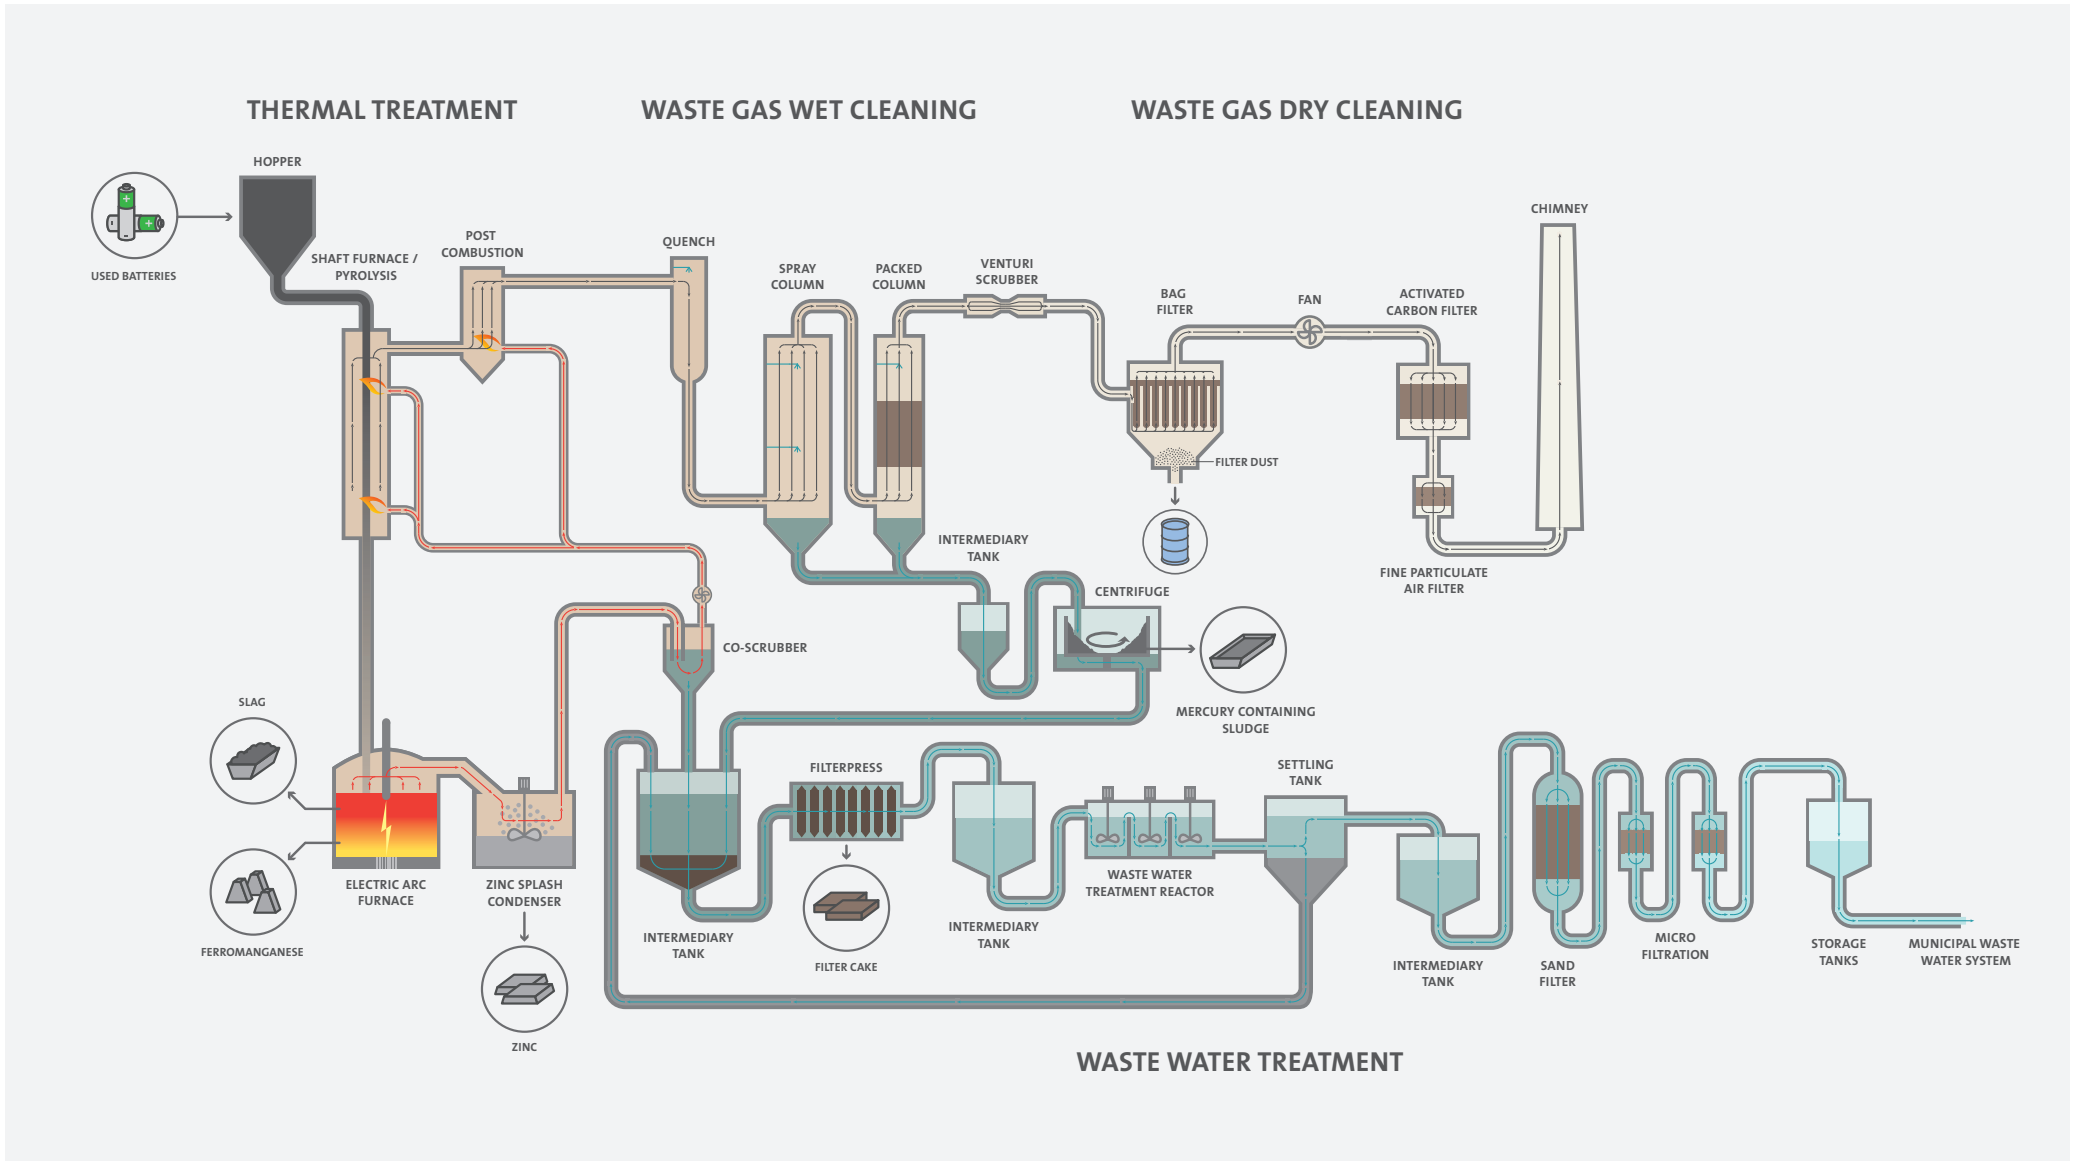 THERMAL TREATMENT
WASTE GAS WET CLEANING
WASTE GAS DRY CLEANING
HOPPER
USED BATTERIES
SHAFT FURNACE /
PYROLYSIS
POST
COMBUSTION
QUENCH
SPRAY
COLUMN
PACKED
COLUMN
VENTURI
SCRUBBER
BAG
FILTER
FAN
ACTIVATED
CARBON FILTER
CHIMNEY
FILTER DUST
INTERMEDIARY
TANK
CENTRIFUGE
FINE PARTICULATE
AIR FILTER
CO-SCRUBBER
MERCURY CONTAINING
SLUDGE
SLAG
FERROMANGANESE
ELECTRIC ARC
FURNACE
ZINC SPLASH
CONDENSER
ZINC
INTERMEDIARY
TANK
FILTERPRESS
FILTER CAKE
INTERMEDIARY
TANK
WASTE WATER
TREATMENT REACTOR
SETTLING
TANK
INTERMEDIARY
TANK
SAND
FILTER
MICRO
FILTRATION
STORAGE
TANKS
MUNICIPAL WASTE
WATER SYSTEM
WASTE WATER TREATMENT